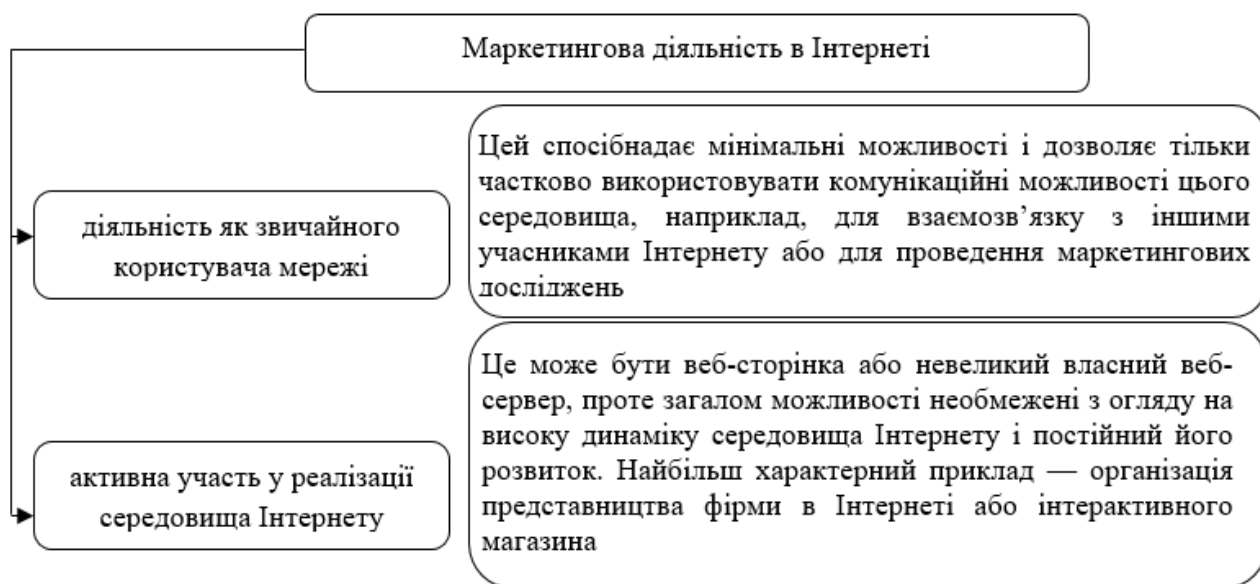 Маркетингова діяльність в Інтернеті
діяльність як звичайного
користувача мережі
Цей спосібнадає мінімальні можливості і дозволяє тільки
частково використовувати комунікаційні можливості цього
середовища, наприклад, для взаємозв’язку з іншими
учасниками Інтернету або для проведення маркетингових
досліджень
активна участь у реалізації
середовища Інтернету
Це може бути веб-сторінка або невеликий власний веб-
сервер, проте загалом можливості необмежені з огляду на
високу динаміку середовища Інтернету і постійний його
розвиток. Найбільш характерний приклад — організація
представництва фірми в Інтернеті або інтерактивного
магазина